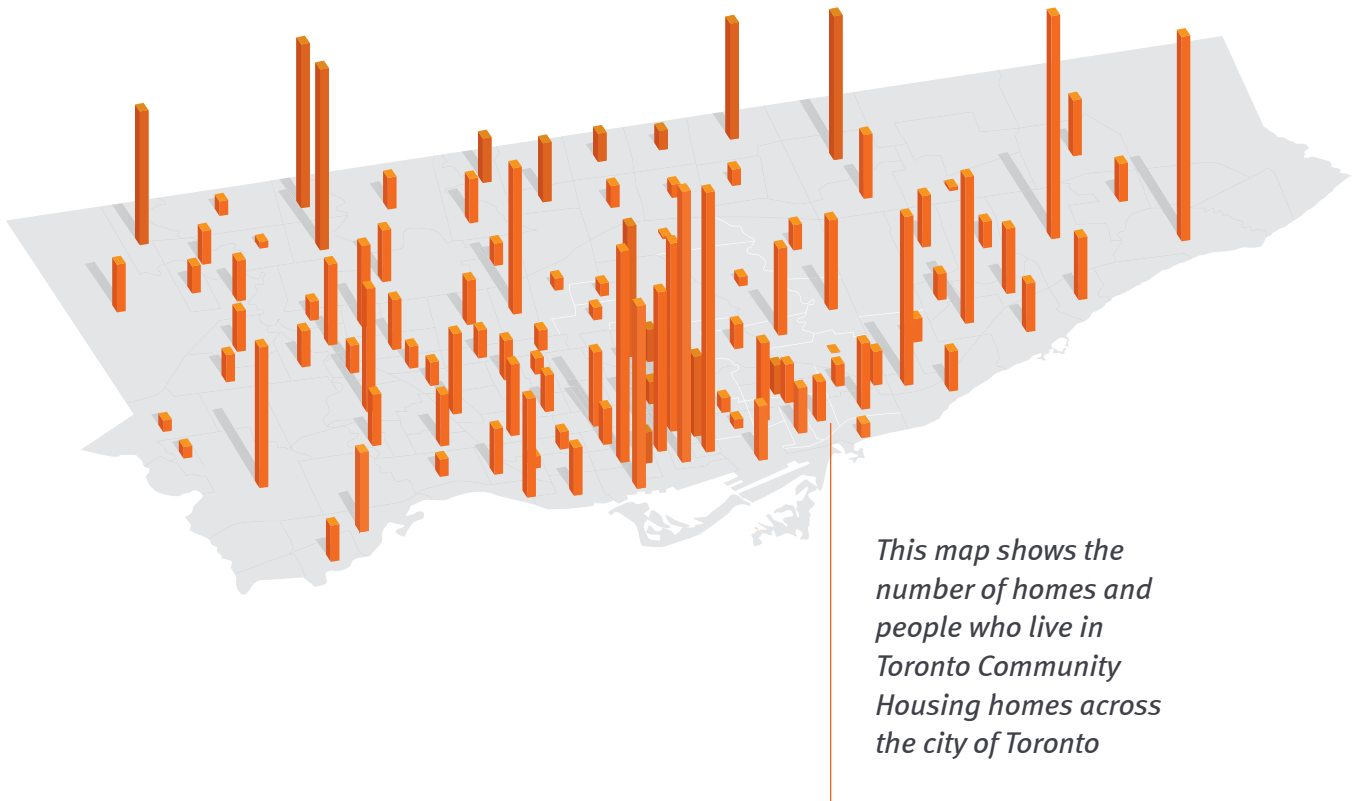 This map shows the
number of homes and
people who live in
Toronto Community
Housing homes across
the city of Toronto